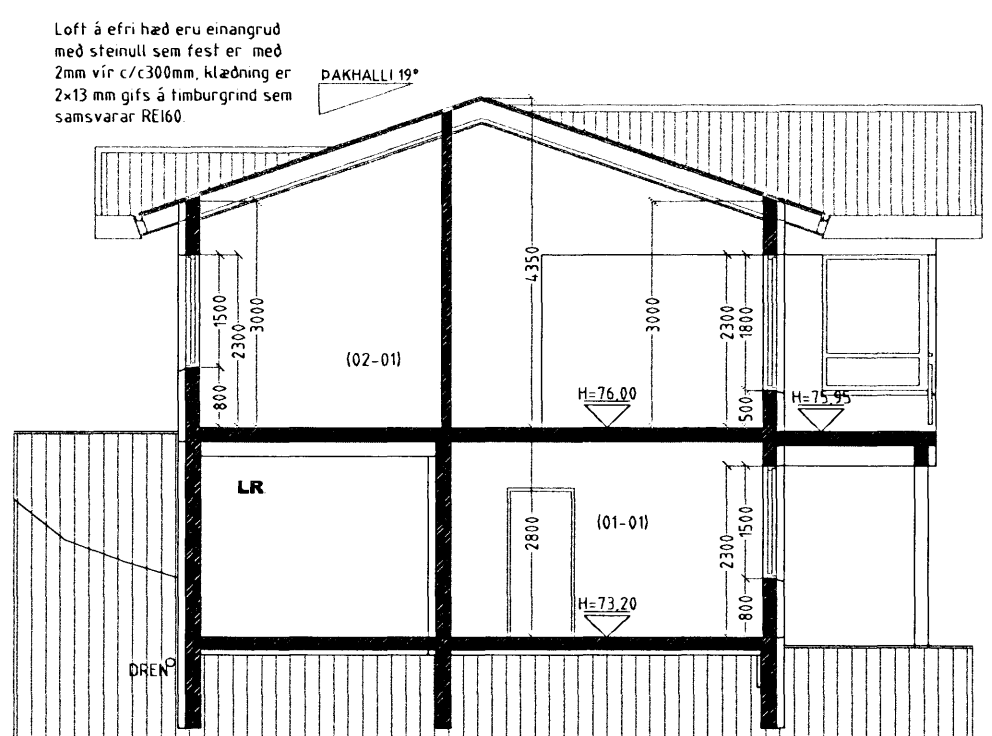 Loft á efri hæð eru einangruð
með steinull sem fest er með
2mm vír c/c300mm, klæðning er
2×13 mm gifs á timburgrind sem
samsvarar REI60.
ÞAKHALLI 19°
4350
1500
2300
3000
800
(02-01)
3000
2300
1800
500
H=76,00
H=75,95
LR
2800
(01-01)
2300
1500
800
H=73,20
DREN